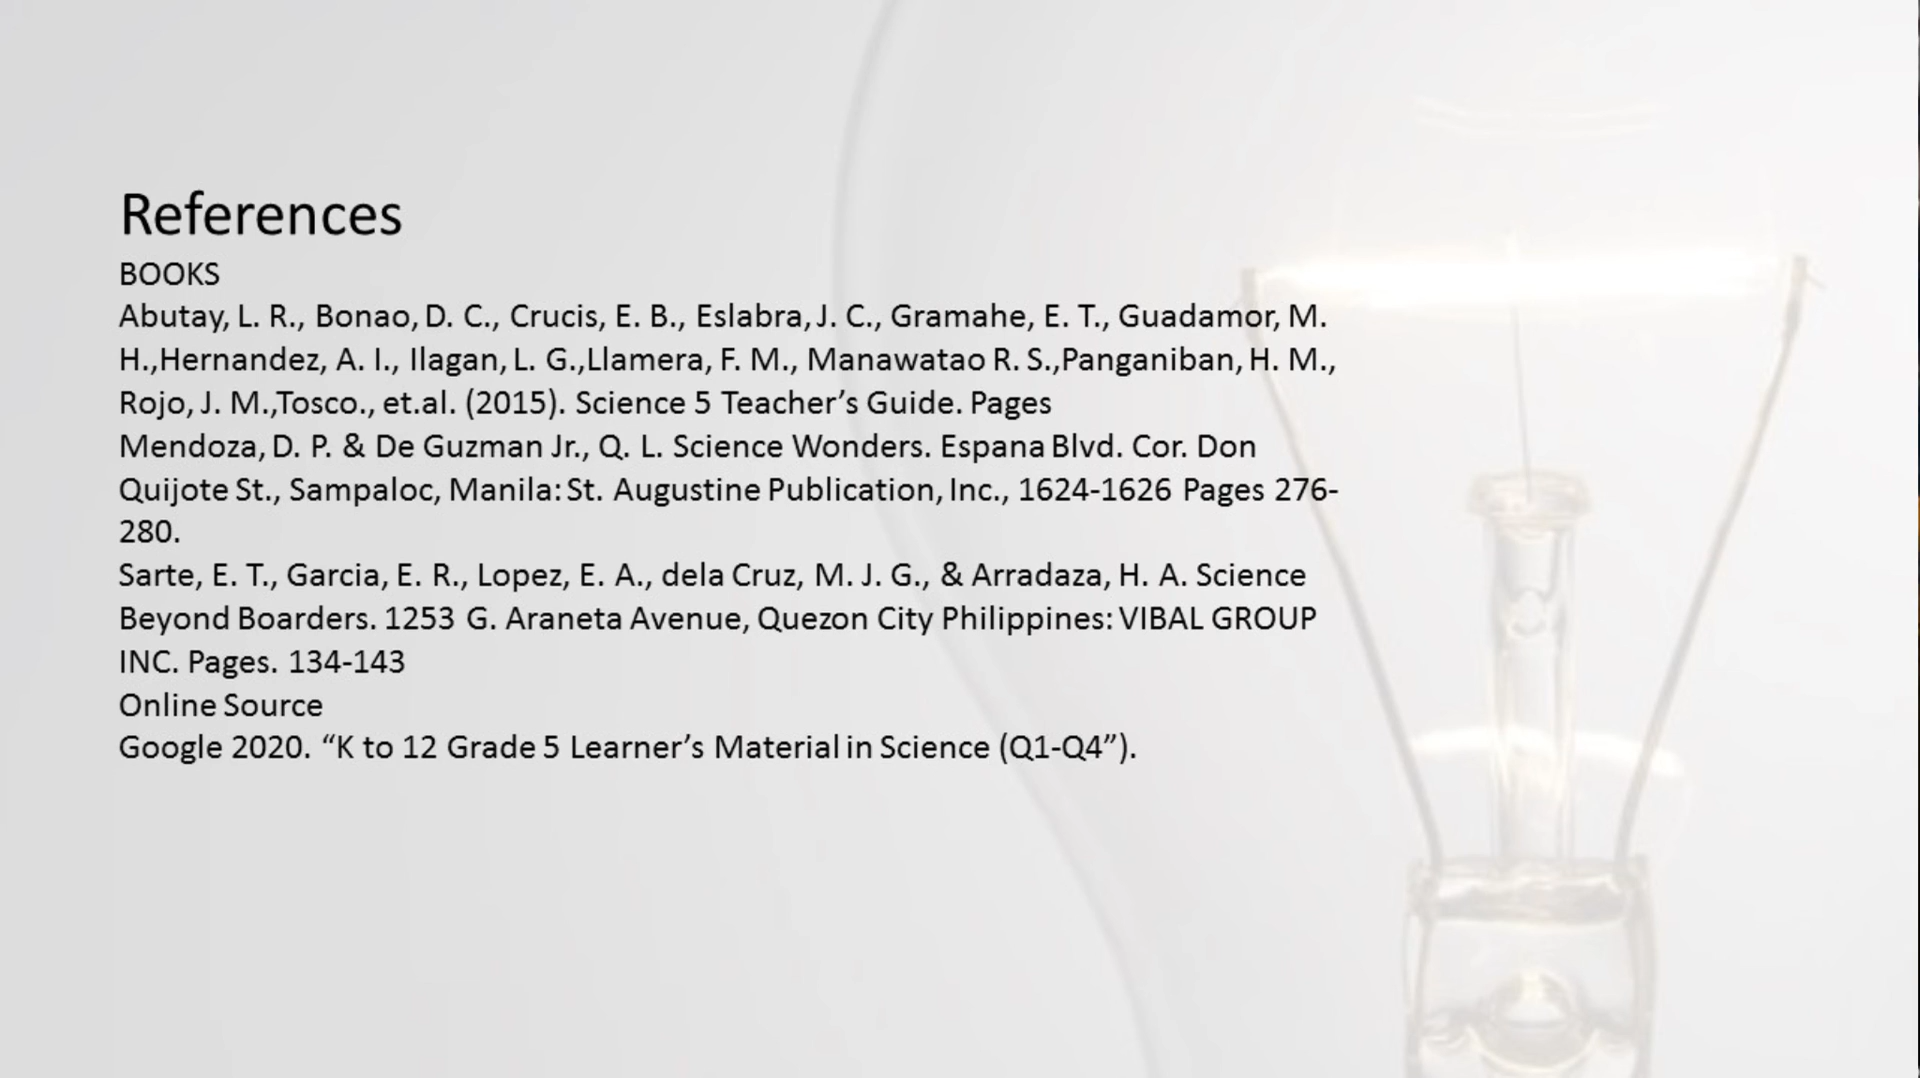 References
BOOKS
Abutay, L. R., Bonao, D. C., Crucis, E. B., Eslabra, J. C., Gramahe, E. T., Guadamor, M.
H.,Hernandez, A. I., Ilagan, L. G.,Llamera, F. M., Manawatao R. S.,Panganiban, H. M.,
Rojo, J. M.,Tosco., et.al. (2015). Science 5 Teacher’s Guide. Pages
Mendoza, D. P. & De Guzman Jr., Q. L. Science Wonders. Espana Blvd. Cor. Don
Quijote St., Sampaloc, Manila: St. Augustine Publication, Inc., 1624-1626 Pages 276-
280.
Sarte, E. T., Garcia, E. R., Lopez, E. A., dela Cruz, M. J. G., & Arradaza, H. A. Science
Beyond Boarders. 1253 G. Araneta Avenue, Quezon City Philippines: VIBAL GROUP
INC. Pages. 134-143
Online Source
Google 2020. “K to 12 Grade 5 Learner’s Material in Science (Q1-Q4”).